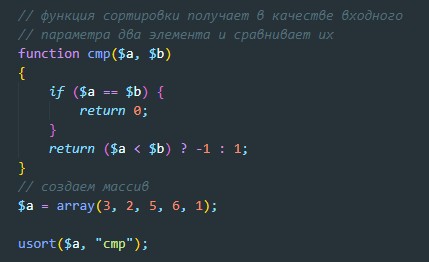 // функция сортировки получает в качестве входного
// параметра два элемента и сравнивает их
function cmp($a, $b)
{
    if ($a == $b) {
        return 0;
    }
    return ($a < $b) ? -1 : 1;
}
// создаем массив
$a = array(3, 2, 5, 6, 1);

usort($a, "cmp");